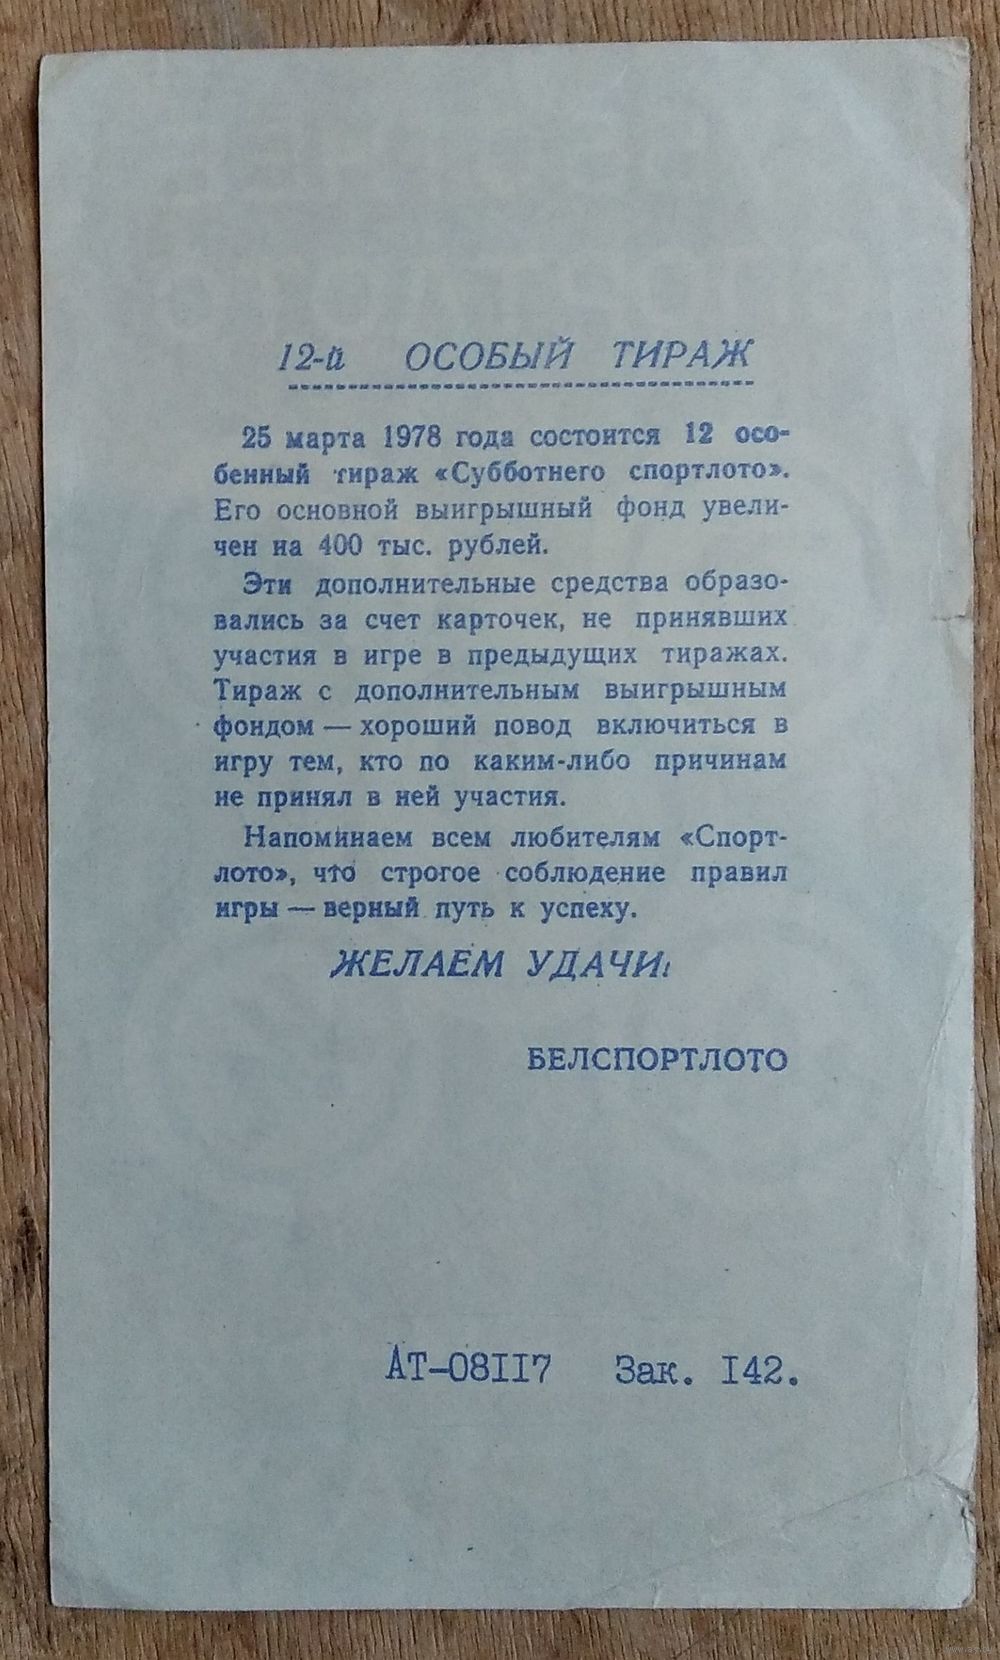 12-й ОСОБЫЙ ТИРАЖ
25 марта 1978 года состоится 12 осо-
бенный тираж «Субботнего спортлото».
Его основной выигрышный фонд увели-
чен на 400 тыс. рублей.
Эти дополнительные средства образо-
вались за счет карточек, не принявших
участия в игре в предыдущих тиражах.
Тираж с дополнительным выигрышным
фондом — хороший повод включиться в
игру тем, кто по каким-либо причинам
не принял в ней участия.
Напоминаем всем любителям «Спорт-
лото», что строгое соблюдение правил
игры — верный путь к успеху.
ЖЕЛАЕМ УДАЧИ!
БЕЛСПОРТЛОТО
АТ-08117 Зак. 142.